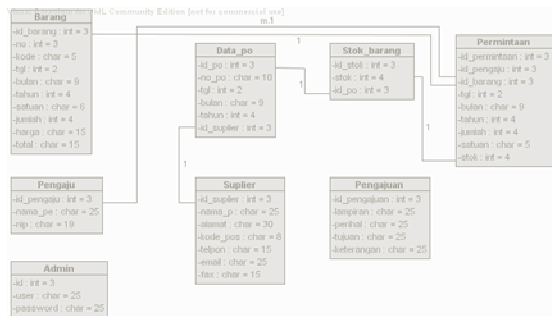 ML Community Edition [not for commercial use]
Barang
-id_barang : int = 3
-no : int = 3
-kode : char = 5
-tgl : int = 2
-bulan : char = 9
-tahun : int = 4
-satuan : char = 6
-jumlah : int = 4
-harga : char = 15
-total : char = 15
m.1
1
Data_po
-id_po : int = 3
-no_po : char = 10
-tgl : int = 2
-bulan : char = 9
-tahun : int = 4
-id_suplier : int = 3
1
Stok_barang
-id_stok : int = 3
-stok : int = 4
-id_po : int = 3
Permintaan
-id_permintaan : int = 3
-id_pengaju : int = 3
-id_barang : int = 3
-tgl : int = 2
-bulan : char = 9
-tahun : int = 4
-jumlah : int = 4
-satuan : char = 5
-stok : int = 4
1
1
Pengaju
-id_pengaju : int = 3
-nama_pe : char = 25
-nip : char = 19
Suplier
-id_suplier : int = 3
-nama_p : char = 25
-alamat : char = 30
-kode_pos : char = 8
-telpon : char = 15
-email : char = 25
-fax : char = 15
Pengajuan
-id_pengajuan : int = 3
-lampiran : char = 25
-perihal : char = 25
-tujuan : char = 25
-keterangan : char = 25
Admin
-id : int = 3
-user : char = 25
-password : char = 25